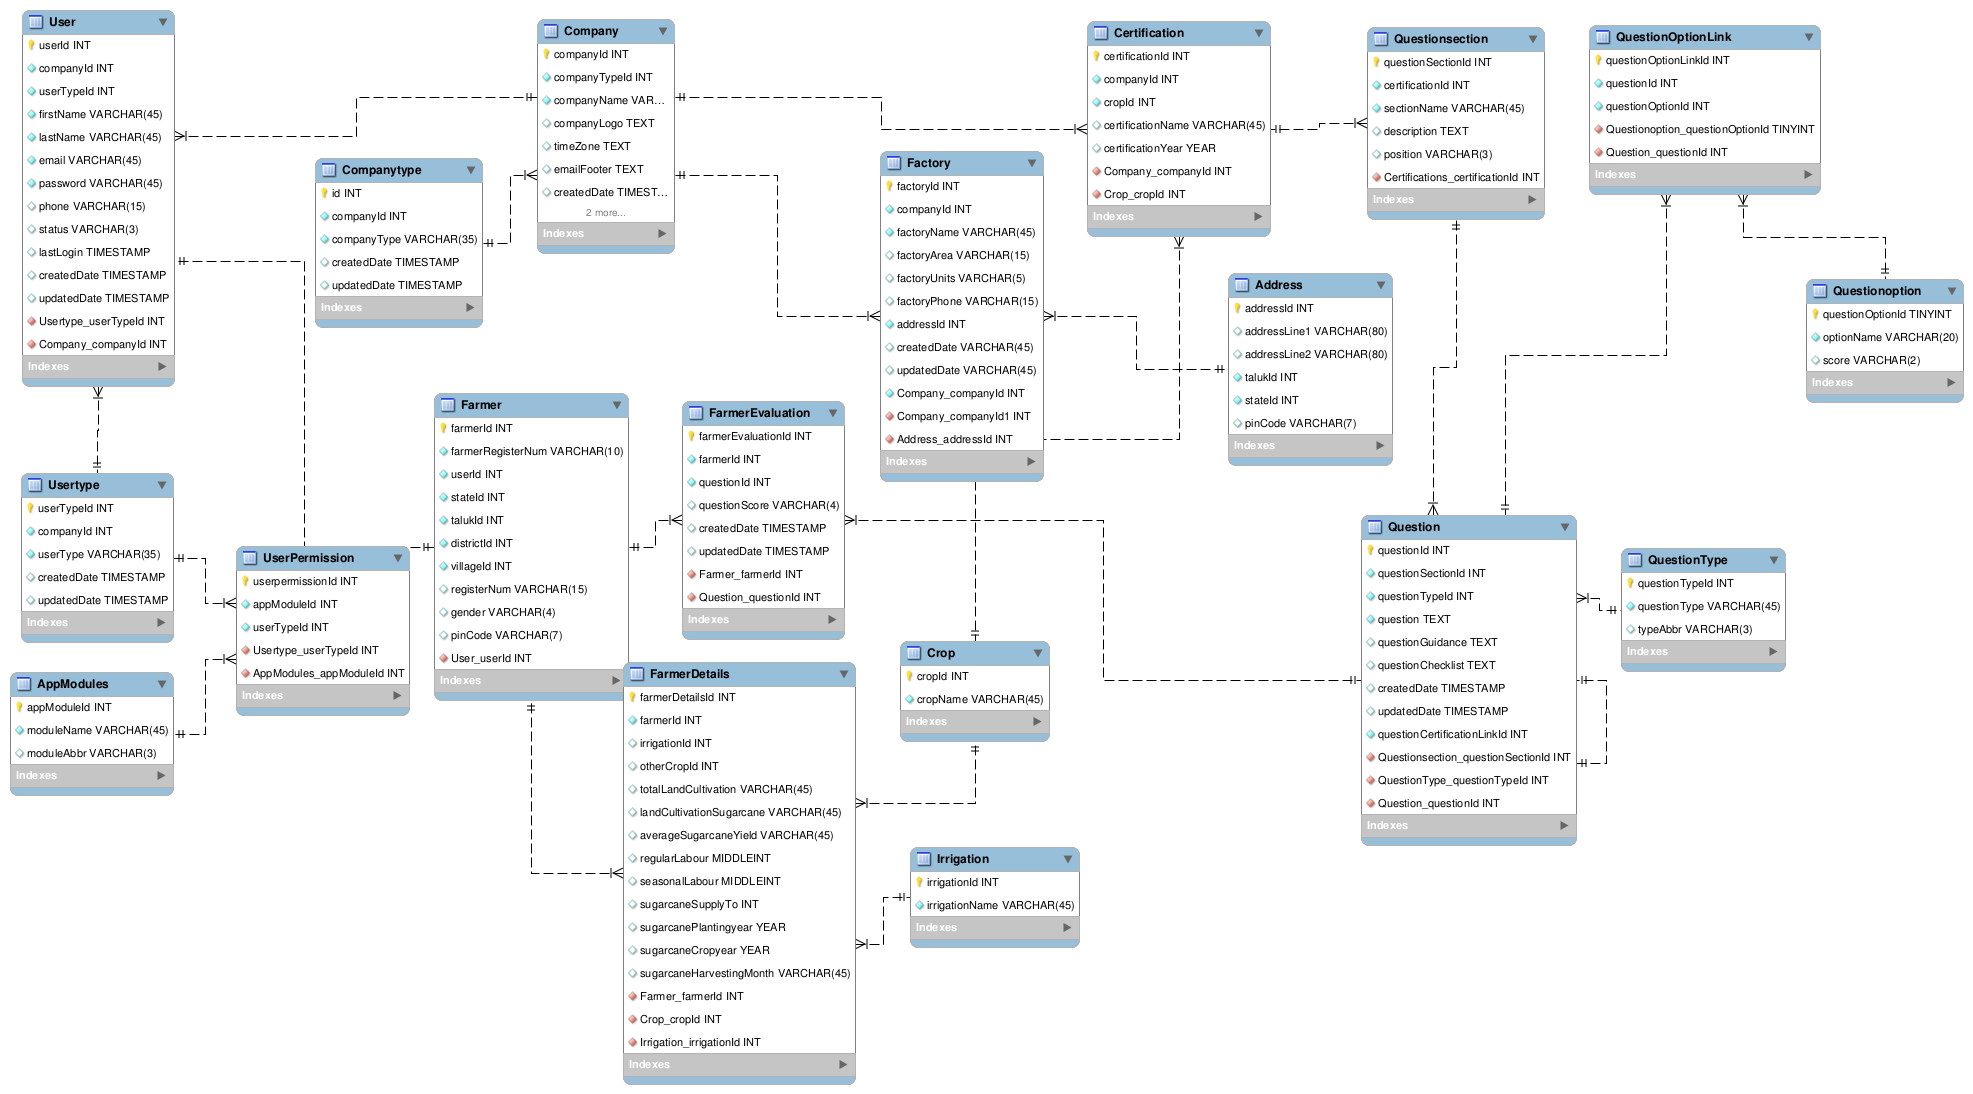 User
userId INT
companyId INT
userTypeId INT
firstName VARCHAR(45)
lastName VARCHAR(45)
email VARCHAR(45)
password VARCHAR(45)
phone VARCHAR(15)
status VARCHAR(3)
lastLogin TIMESTAMP
createdDate TIMESTAMP
updatedDate TIMESTAMP
Usertype_userTypeId INT
Company_companyId INT
Indexes
Companytype
id INT
companyId INT
companyType VARCHAR(35)
createdDate TIMESTAMP
updatedDate TIMESTAMP
Indexes
Company
companyId INT
companyTypeId INT
companyName VAR...
companyLogo TEXT
timeZone TEXT
emailFooter TEXT
createdDate TIMEST...
2 more...
Indexes
Factory
factoryId INT
companyId INT
factoryName VARCHAR(45)
factoryArea VARCHAR(15)
factoryUnits VARCHAR(5)
factoryPhone VARCHAR(15)
addressId INT
createdDate VARCHAR(45)
updatedDate VARCHAR(45)
Company_companyId INT
Company_companyId1 INT
Address_addressId INT
Indexes
Certification
certificationId INT
companyId INT
cropId INT
certificationName VARCHAR(45)
certificationYear YEAR
Company_companyId INT
Crop_cropId INT
Indexes
Questionsection
questionSectionId INT
certificationId INT
sectionName VARCHAR(45)
description TEXT
position VARCHAR(3)
Certifications_certificationId INT
Indexes
QuestionOptionLink
questionOptionLinkId INT
questionId INT
questionOptionId INT
Questionoption_questionOptionId TINYINT
Question_questionId INT
Indexes
Address
addressId INT
addressLine1 VARCHAR(80)
addressLine2 VARCHAR(80)
talukId INT
stateId INT
pinCode VARCHAR(7)
Indexes
Questionoption
questionOptionId TINYINT
optionName VARCHAR(20)
score VARCHAR(2)
Indexes
Usertype
userTypeId INT
companyId INT
userType VARCHAR(35)
createdDate TIMESTAMP
updatedDate TIMESTAMP
Indexes
UserPermission
userpermissionId INT
appModuleId INT
userTypeId INT
Usertype_userTypeId INT
AppModules_appModuleId INT
Indexes
AppModules
appModuleId INT
moduleName VARCHAR(45)
moduleAbbr VARCHAR(3)
Indexes
Farmer
farmerId INT
farmerRegisterNum VARCHAR(10)
userId INT
stateId INT
talukId INT
districtId INT
villageId INT
registerNum VARCHAR(15)
gender VARCHAR(4)
pinCode VARCHAR(7)
User_userId INT
Indexes
FarmerEvaluation
farmerEvaluationId INT
farmerId INT
questionId INT
questionScore VARCHAR(4)
createdDate TIMESTAMP
updatedDate TIMESTAMP
Farmer_farmerId INT
Question_questionId INT
Indexes
FarmerDetails
farmerDetailsId INT
farmerId INT
irrigationId INT
otherCropId INT
totalLandCultivation VARCHAR(45)
landCultivationSugarcane VARCHAR(45)
averageSugarcaneYield VARCHAR(45)
regularLabour MIDDLEINT
seasonalLabour MIDDLEINT
sugarcaneSupplyTo INT
sugarcanePlantingyear YEAR
sugarcaneCropyear YEAR
sugarcaneHarvestingMonth VARCHAR(45)
Farmer_farmerId INT
Crop_cropId INT
Irrigation_irrigationId INT
Indexes
Crop
cropId INT
cropName VARCHAR(45)
Indexes
Irrigation
irrigationId INT
irrigationName VARCHAR(45)
Indexes
Question
questionId INT
questionSectionId INT
questionTypeId INT
question TEXT
questionGuidance TEXT
questionChecklist TEXT
createdDate TIMESTAMP
updatedDate TIMESTAMP
questionCertificationLinkId INT
Questionsection_questionSectionId INT
QuestionType_questionTypeId INT
Question_questionId INT
Indexes
QuestionType
questionTypeId INT
questionType VARCHAR(45)
typeAbbr VARCHAR(3)
Indexes